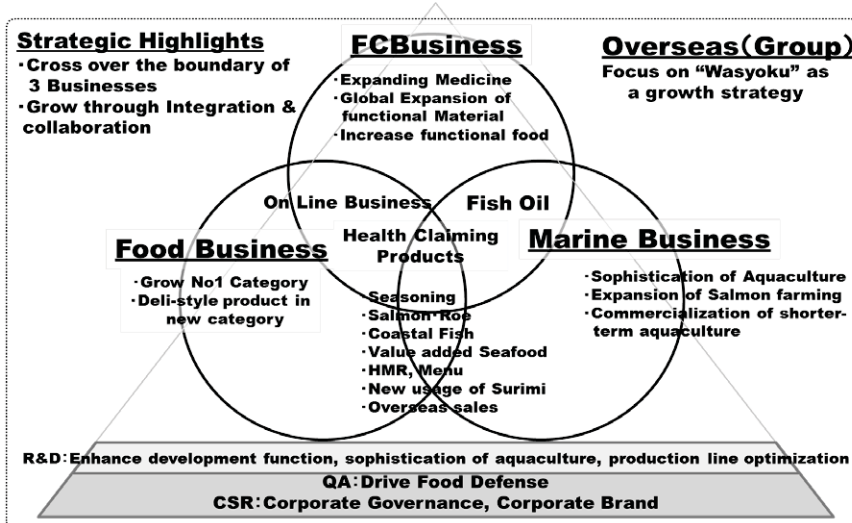 Strategic Highlights
・Cross over the boundary of
3 Businesses
・Grow through Integration &
collaboration
FCBusiness
・Expanding Medicine
・Global Expansion of
functional Material
・Increase functional food
Overseas(Group)
Focus on “Wasyoku” as
a growth strategy
On Line Business
Fish Oil
Health Claiming
Products
Food Business
・Grow No1 Category
・Deli-style product in
new category
Marine Business
・Sophistication of Aquaculture
・Expansion of Salmon farming
・Commercialization of shorter-
term aquaculture
・Seasoning
・Salmon Roe
・Coastal Fish
・Value added Seafood
・HMR, Menu
・New usage of Surimi
・Overseas sales
R&D:Enhance development function, sophistication of aquaculture, production line optimization
QA:Drive Food Defense
CSR:Corporate Governance, Corporate Brand